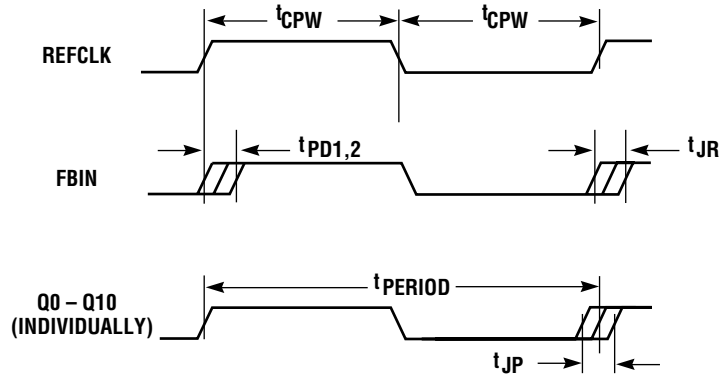 tCPW
tCPW
REFCLK
tPD1,2
tJR
FBIN
tPERIOD
Q0 – Q10
(INDIVIDUALLY)
tJP